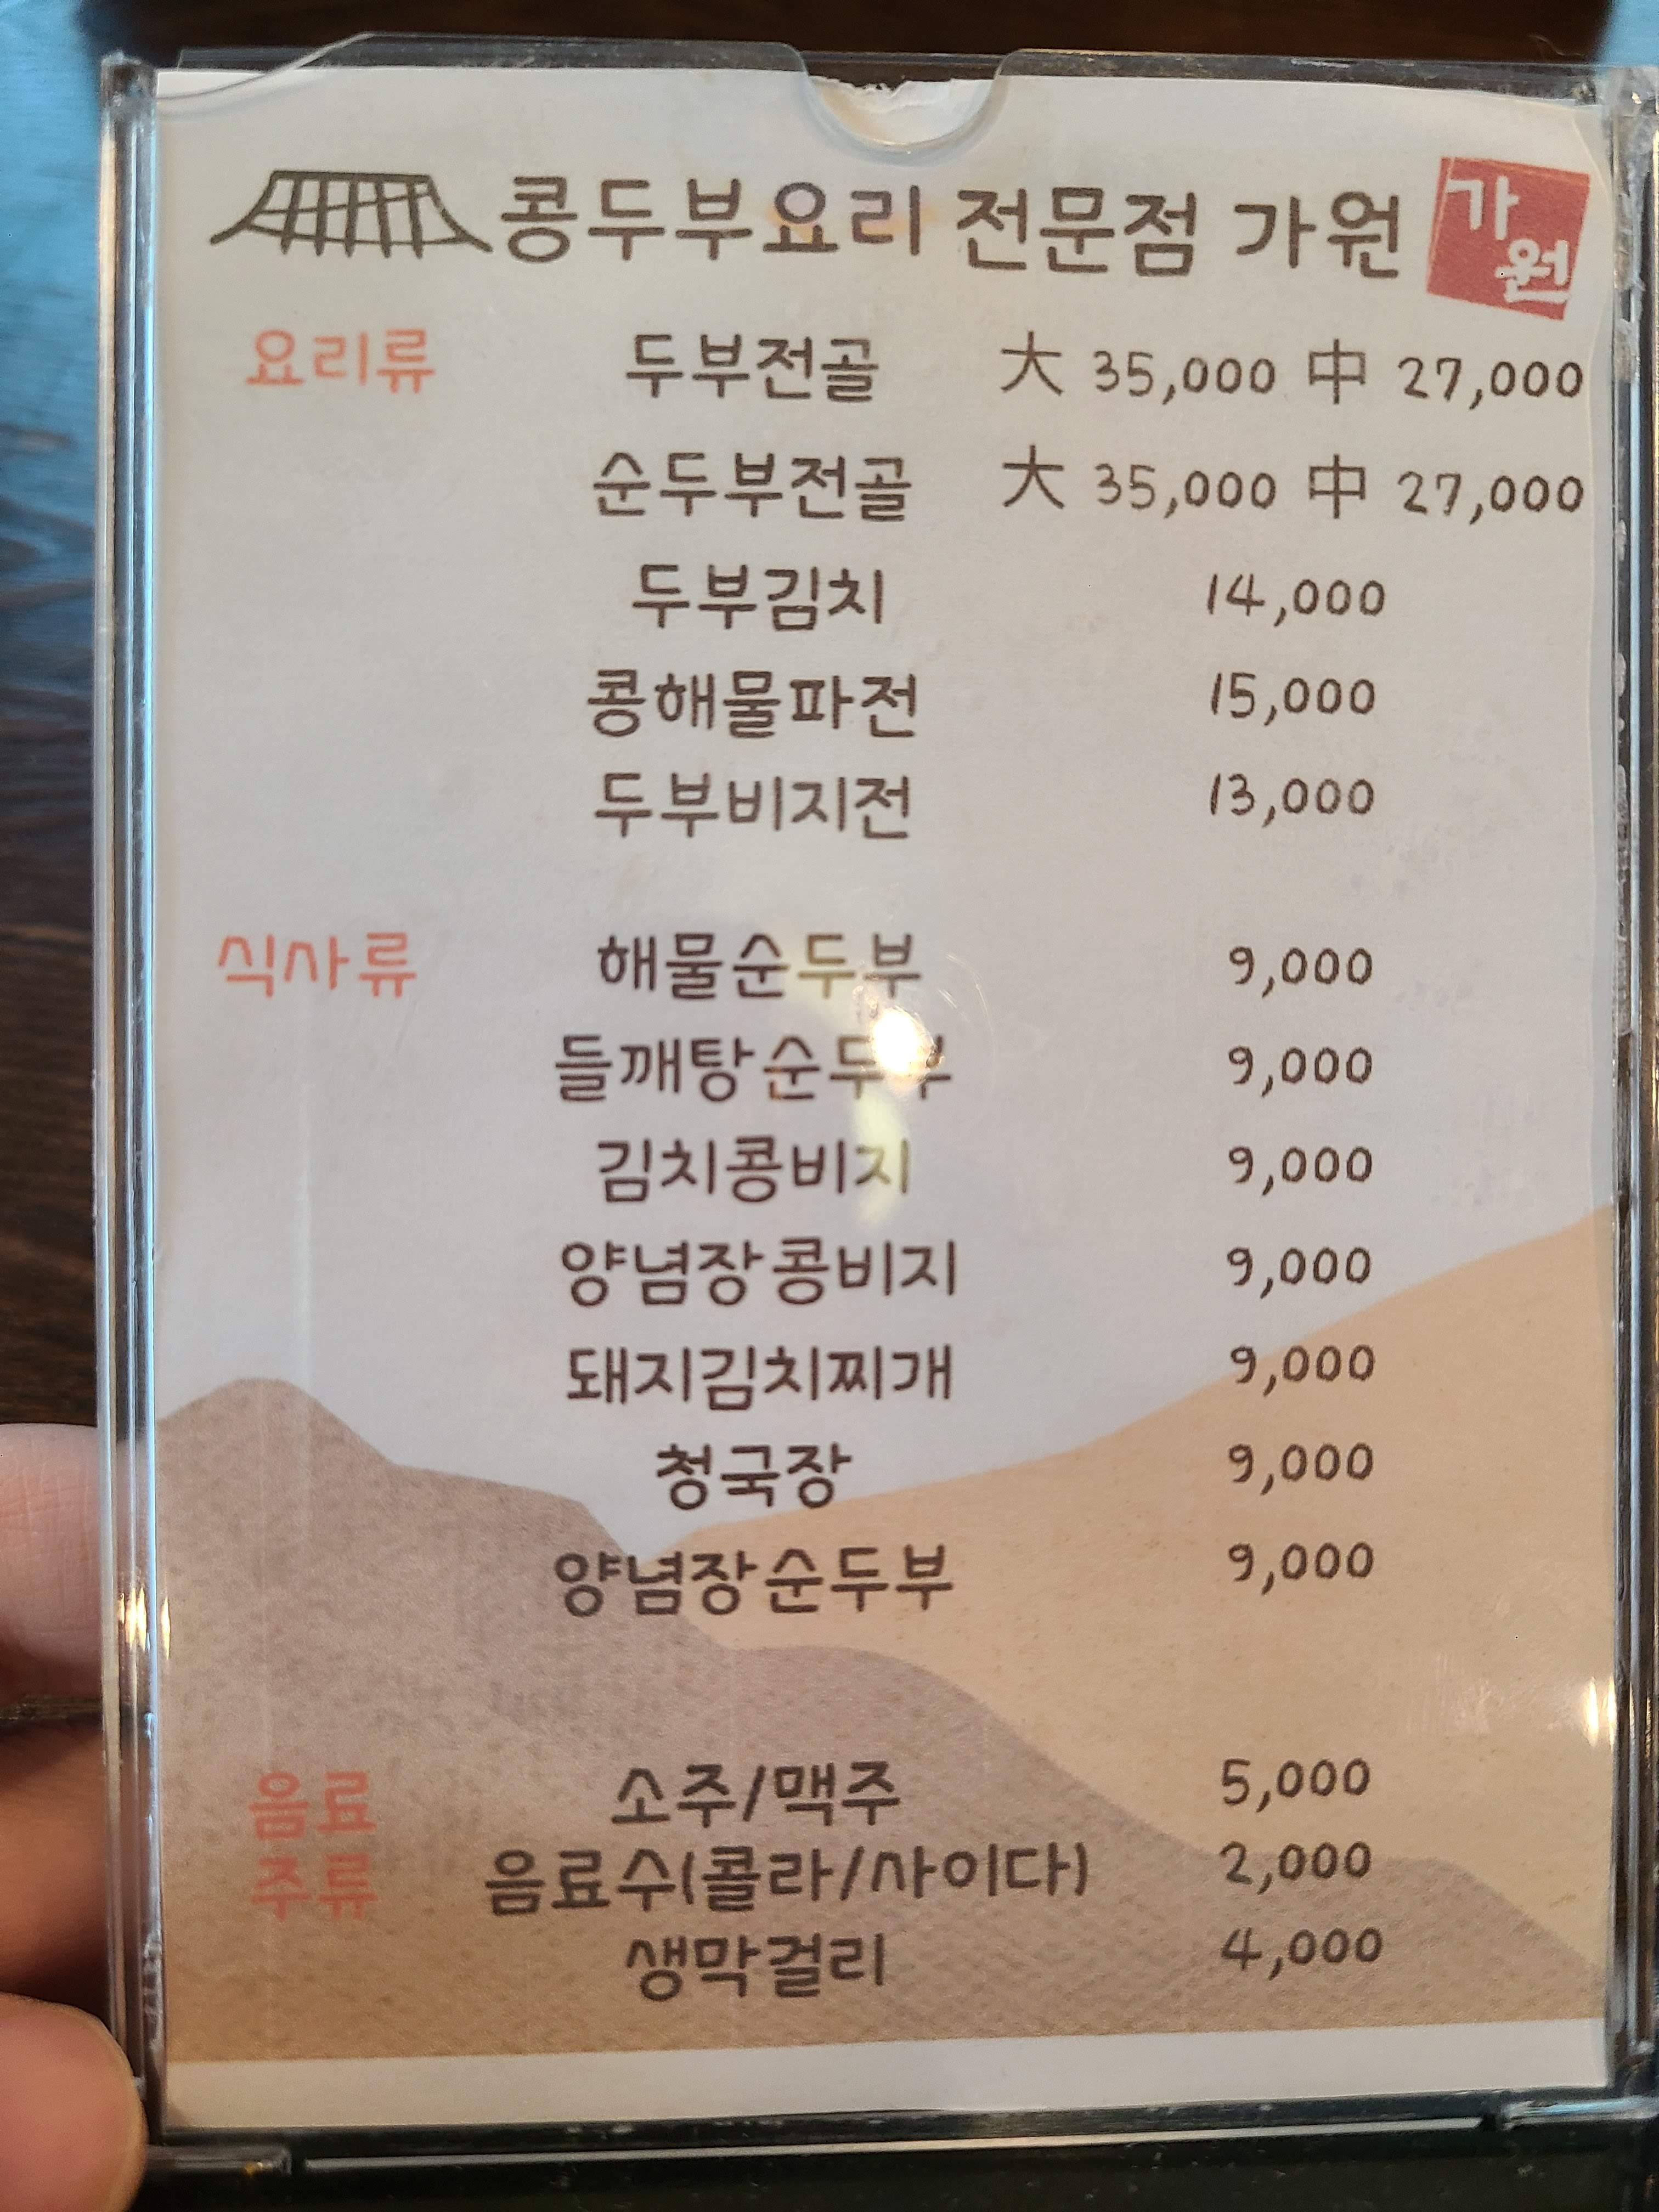 콩두부요리 전문점 가원 가원
요리류 두부전골 大 35,000 中 27,000
순두부전골 大 35,000 中 27,000
두부김치 14,000
콩해물파전 15,000
두부비지전 13,000
식사류 해물순두부 9,000
들깨탕순두부 9,000
김치콩비지 9,000
양념장콩비지 9,000
돼지김치찌개 9,000
청국장 9,000
양념장순두부 9,000
음료 소주/맥주 5,000
주류 음료수(콜라/사이다) 2,000
생막걸리 4,000